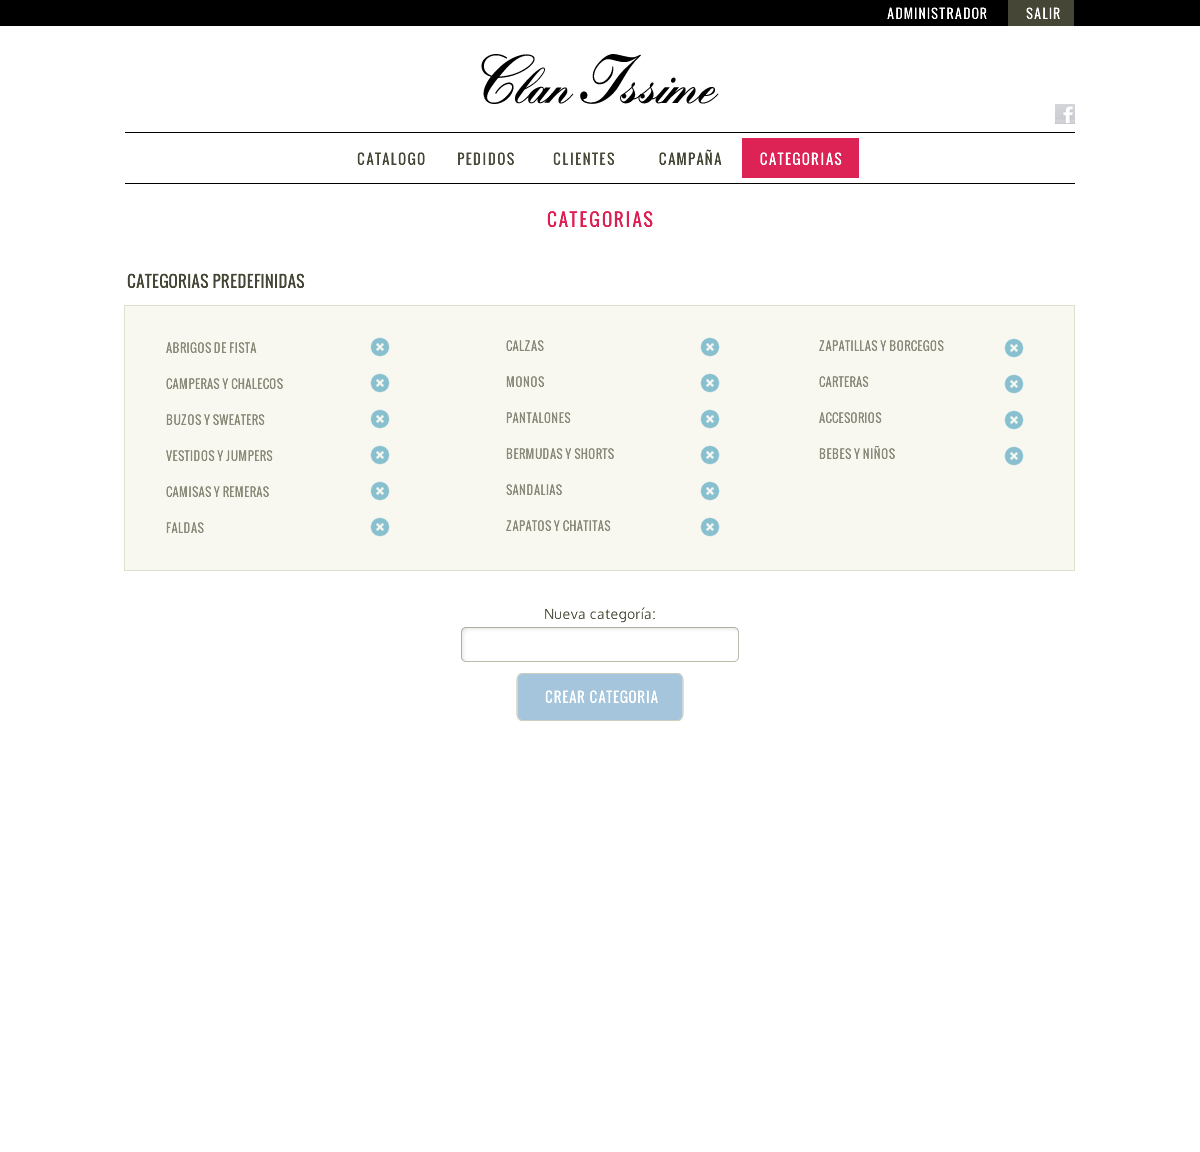 ADMINISTRADOR SALIR
Clan Issime
f
CATALOGO PEDIDOS CLIENTES CAMPAÑA CATEGORIAS
CATEGORIAS
CATEGORIAS PREDEFINIDAS
ABRIGOS DE FISTA
CAMPERAS Y CHALECOS
BUZOS Y SWEATERS
VESTIDOS Y JUMPERS
CAMISAS Y REMERAS
FALDAS
CALZAS
MONOS
PANTALONES
BERMUDAS Y SHORTS
SANDALIAS
ZAPATOS Y CHATITAS
ZAPATILLAS Y BORCEGOS
CARTERAS
ACCESORIOS
BEBES Y NIÑOS
Nueva categoría:
CREAR CATEGORIA